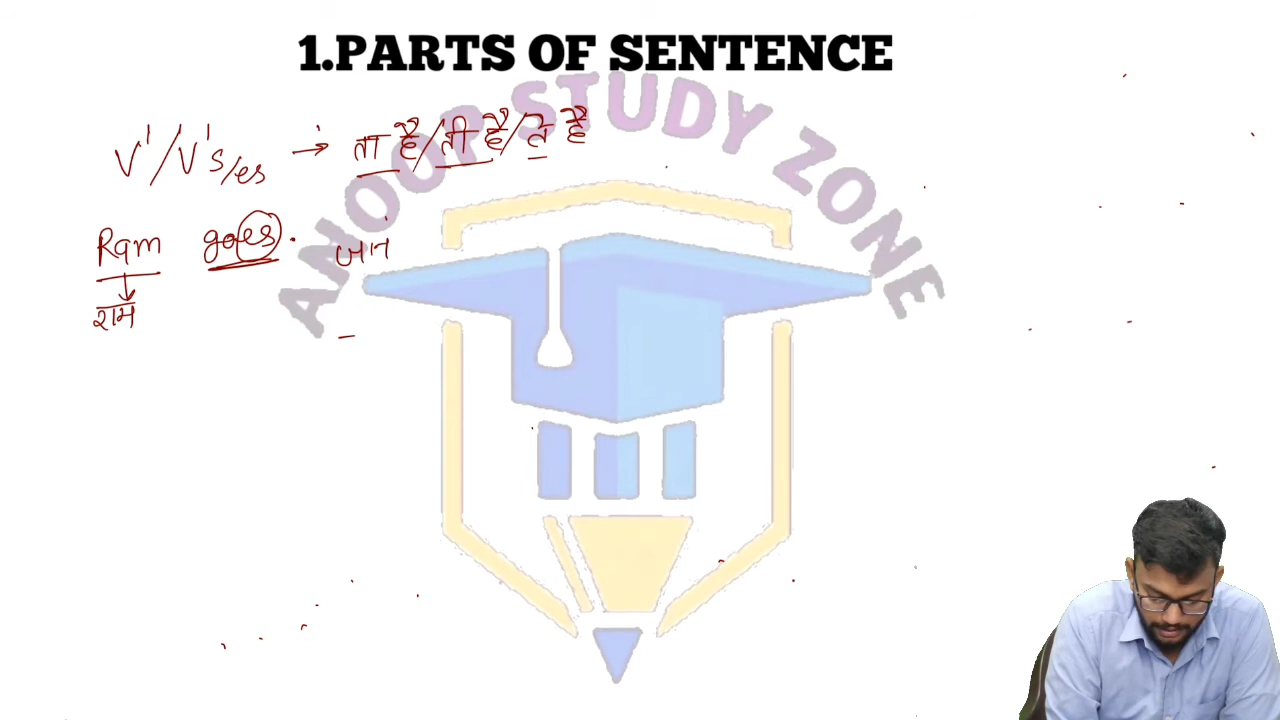 1.PARTS OF SENTENCE
ANOOP STUDY ZONE
V¹/V¹s/es → ता है/ती है/ते हैं
Ram goes. जान
राम